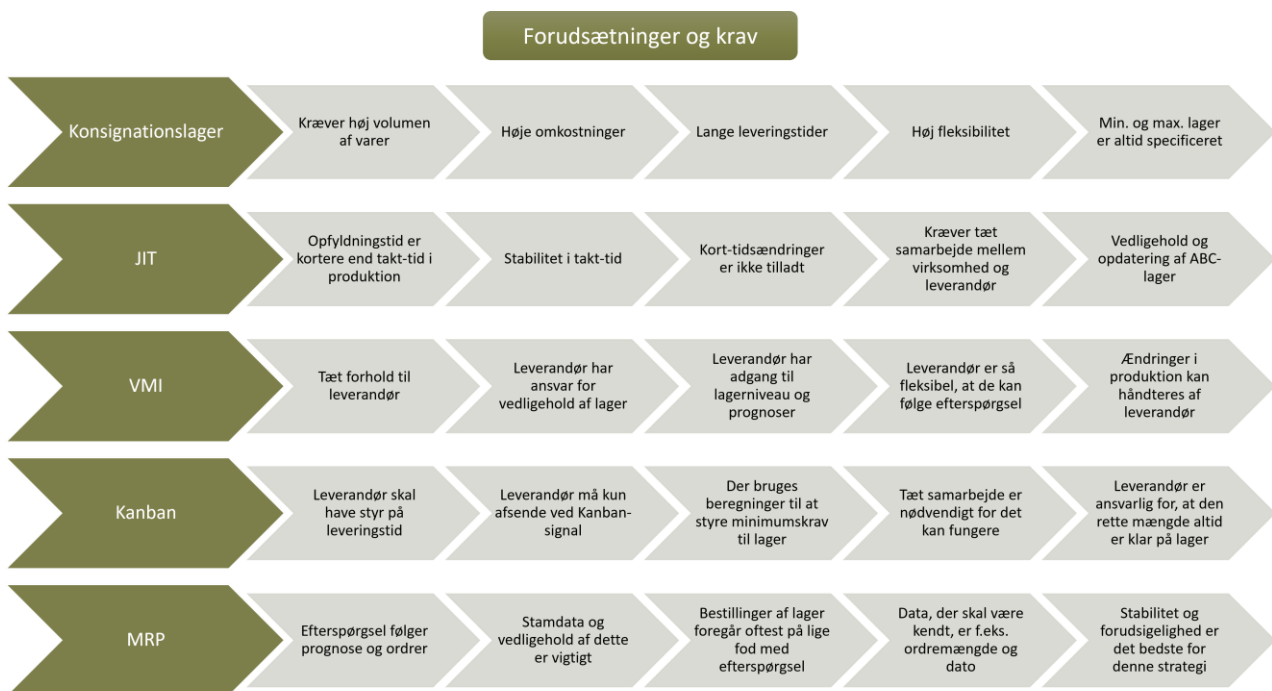 Forudsætninger og krav
Konsignationslager
Kræver høj volumen
af varer
Høje omkostninger
Lange leveringstider
Høj fleksibilitet
Min. og max. lager
er altid specificeret
JIT
Opfyldningstid er
kortere end takt-tid i
produktion
Stabilitet i takt-tid
Kort-tidsændringer
er ikke tilladt
Kræver tæt
samarbejde mellem
virksomhed og
leverandør
Vedligehold og
opdatering af ABC-
lager
VMI
Tæt forhold til
leverandør
Leverandør har
ansvar for
vedligehold af lager
Leverandør har
adgang til
lagerniveau og
prognoser
Leverandør er så
fleksibel, at de kan
følge efterspørgsel
Ændringer i
produktion kan
håndteres af
leverandør
Kanban
Leverandør skal
have styr på
leveringstid
Leverandør må kun
afsende ved Kanban-
signal
Der bruges
beregninger til at
styre minimumskrav
til lager
Tæt samarbejde er
nødvendigt for det
kan fungere
Leverandør er
ansvarlig for, at den
rette mængde altid
er klar på lager
MRP
Efterspørgsel følger
prognose og ordrer
Stamdata og
vedligehold af dette
er vigtigt
Bestillinger af lager
foregår oftest på lige
fod med
efterspørgsel
Data, der skal være
kendt, er f.eks.
ordremængde og
dato
Stabilitet og
forudsigelighed er
det bedste for
denne strategi